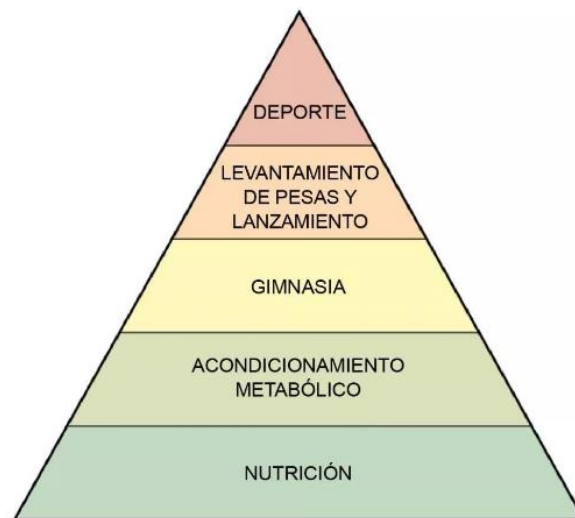 DEPORTE
LEVANTAMIENTO
DE PESAS Y
LANZAMIENTO
GIMNASIA
ACONDICIONAMIENTO
METABÓLICO
NUTRICIÓN